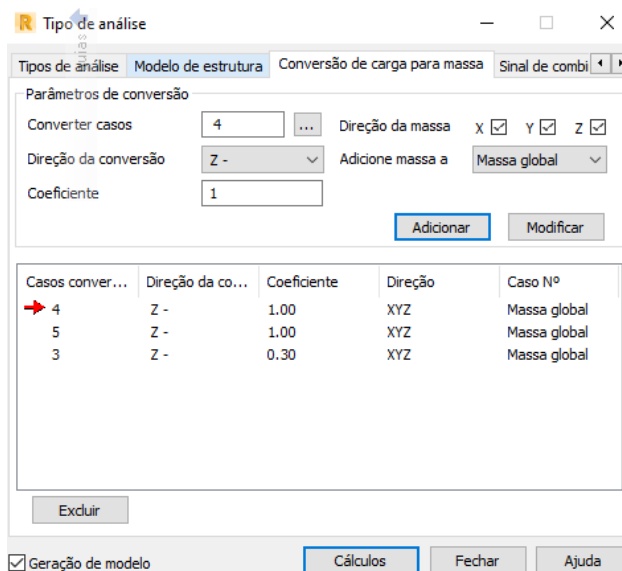 Tipo de análise
Tipos de análise Modelo de estrutura Conversão de carga para massa Sinal de combi
Parâmetros de conversão
Converter casos 4 ... Direção da massa X Y Z
Direção da conversão Z - Adicione massa a Massa global
Coeficiente 1
Adicionar Modificar
Casos conver... Direção da co... Coeficiente Direção Caso Nº
4 Z - 1.00 XYZ Massa global
5 Z - 1.00 XYZ Massa global
3 Z - 0.30 XYZ Massa global
Excluir
Geração de modelo Cálculos Fechar Ajuda